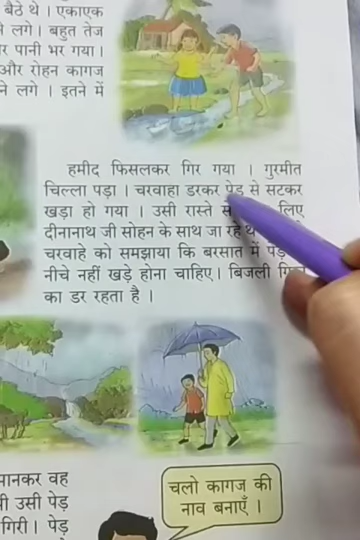 बैठे थे । एकाएक
लगे । बहुत तेज
पानी भर गया ।
और रोहन कागज
लगे । इतने में
हमीद फिसलकर गिर गया । गुरमीत
चिल्ला पड़ा । चरवाहा डरकर पेड़ से सटकर
खड़ा हो गया । उसी रास्ते से लिए
दीनानाथ जी सोहन के साथ जा रहे थे
चरवाहे को समझाया कि बरसात में पेड़
नीचे नहीं खड़े होना चाहिए। बिजली
का डर रहता है ।
मानकर वह
उसी पेड़
गिरी। पेड़
चलो कागज की
नाव बनाएँ ।